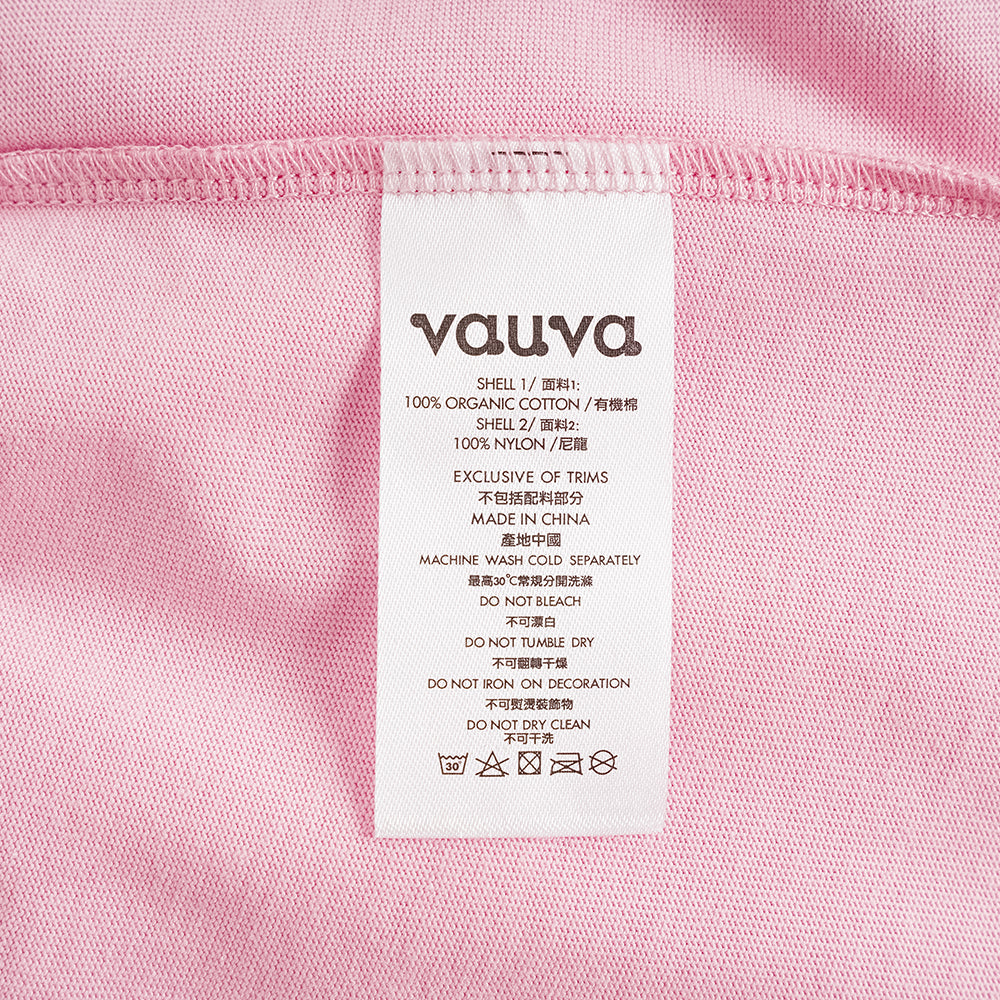 vauva
SHELL 1/ 面料1:
100% ORGANIC COTTON /有機棉
SHELL 2/ 面料2:
100% NYLON /尼龍
EXCLUSIVE OF TRIMS
不包括配料部分
MADE IN CHINA
產地中國
MACHINE WASH COLD SEPARATELY
最高30℃常規分開洗滌
DO NOT BLEACH
不可漂白
DO NOT TUMBLE DRY
不可翻轉干燥
DO NOT IRON ON DECORATION
不可熨燙裝飾物
DO NOT DRY CLEAN
不可干洗
30°